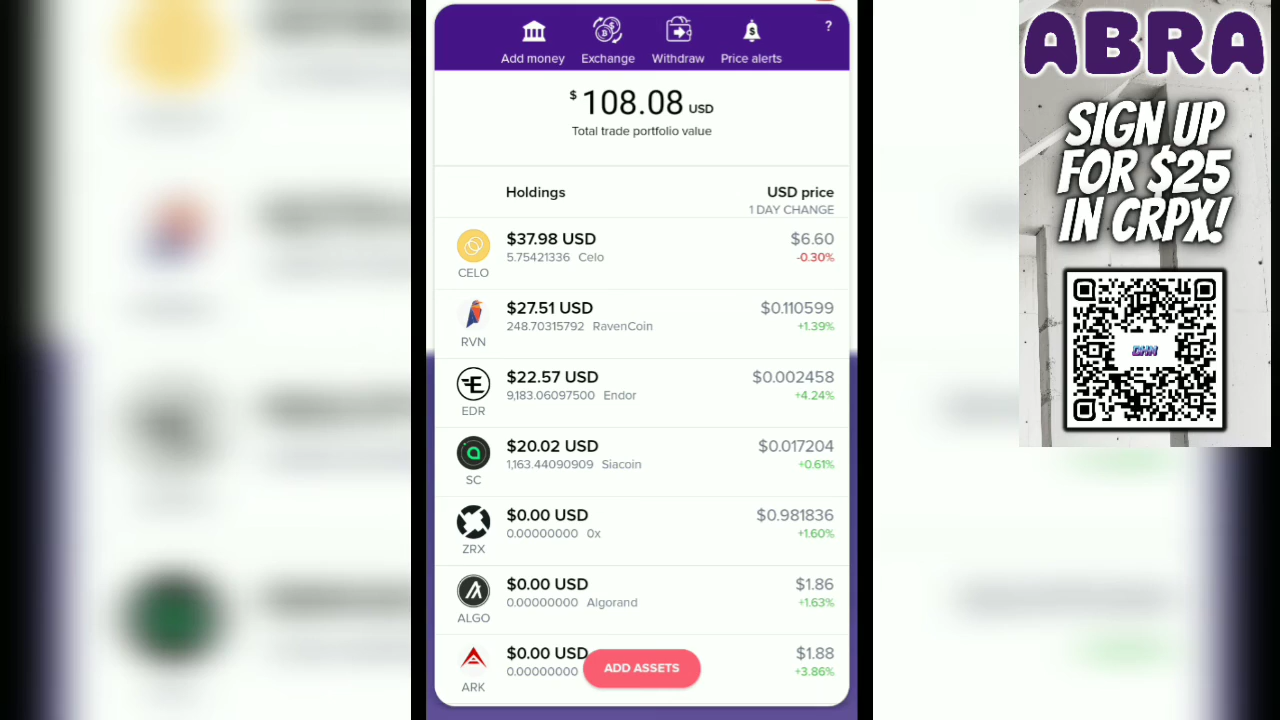 Add money
Exchange
Withdraw
Price alerts
?
$ 108.08 USD
Total trade portfolio value
Holdings
USD price
1 DAY CHANGE
$37.98 USD
$6.60
5.75421336 Celo
-0.30%
CELO
$27.51 USD
$0.110599
248.70315792 RavenCoin
+1.39%
RVN
$22.57 USD
$0.002458
9,183.06097500 Endor
+4.24%
EDR
$20.02 USD
$0.017204
1,163.44090909 Siacoin
+0.61%
SC
$0.00 USD
$0.981836
0.00000000 0x
+1.60%
ZRX
$0.00 USD
$1.86
0.00000000 Algorand
+1.63%
ALGO
$0.00 USD
$1.88
0.00000000
+3.86%
ARK
ADD ASSETS
ABRA
SIGN UP
FOR $25
IN CRPX!